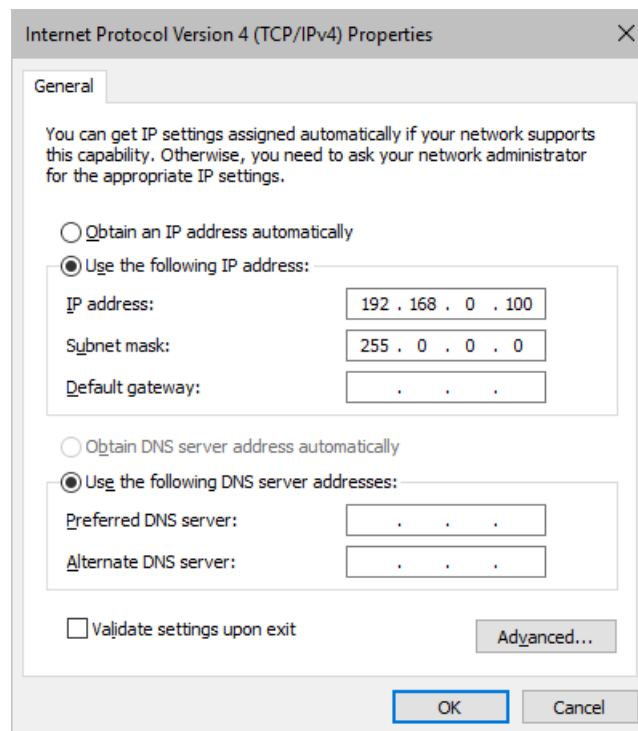 Internet Protocol Version 4 (TCP/IPv4) Properties
General
You can get IP settings assigned automatically if your network supports
this capability. Otherwise, you need to ask your network administrator
for the appropriate IP settings.
Obtain an IP address automatically
Use the following IP address:
IP address: 192 . 168 . 0 . 100
Subnet mask: 255 . 0 . 0 . 0
Default gateway: . . .
Obtain DNS server address automatically
Use the following DNS server addresses:
Preferred DNS server: . . .
Alternate DNS server: . . .
Validate settings upon exit
Advanced...
OK Cancel